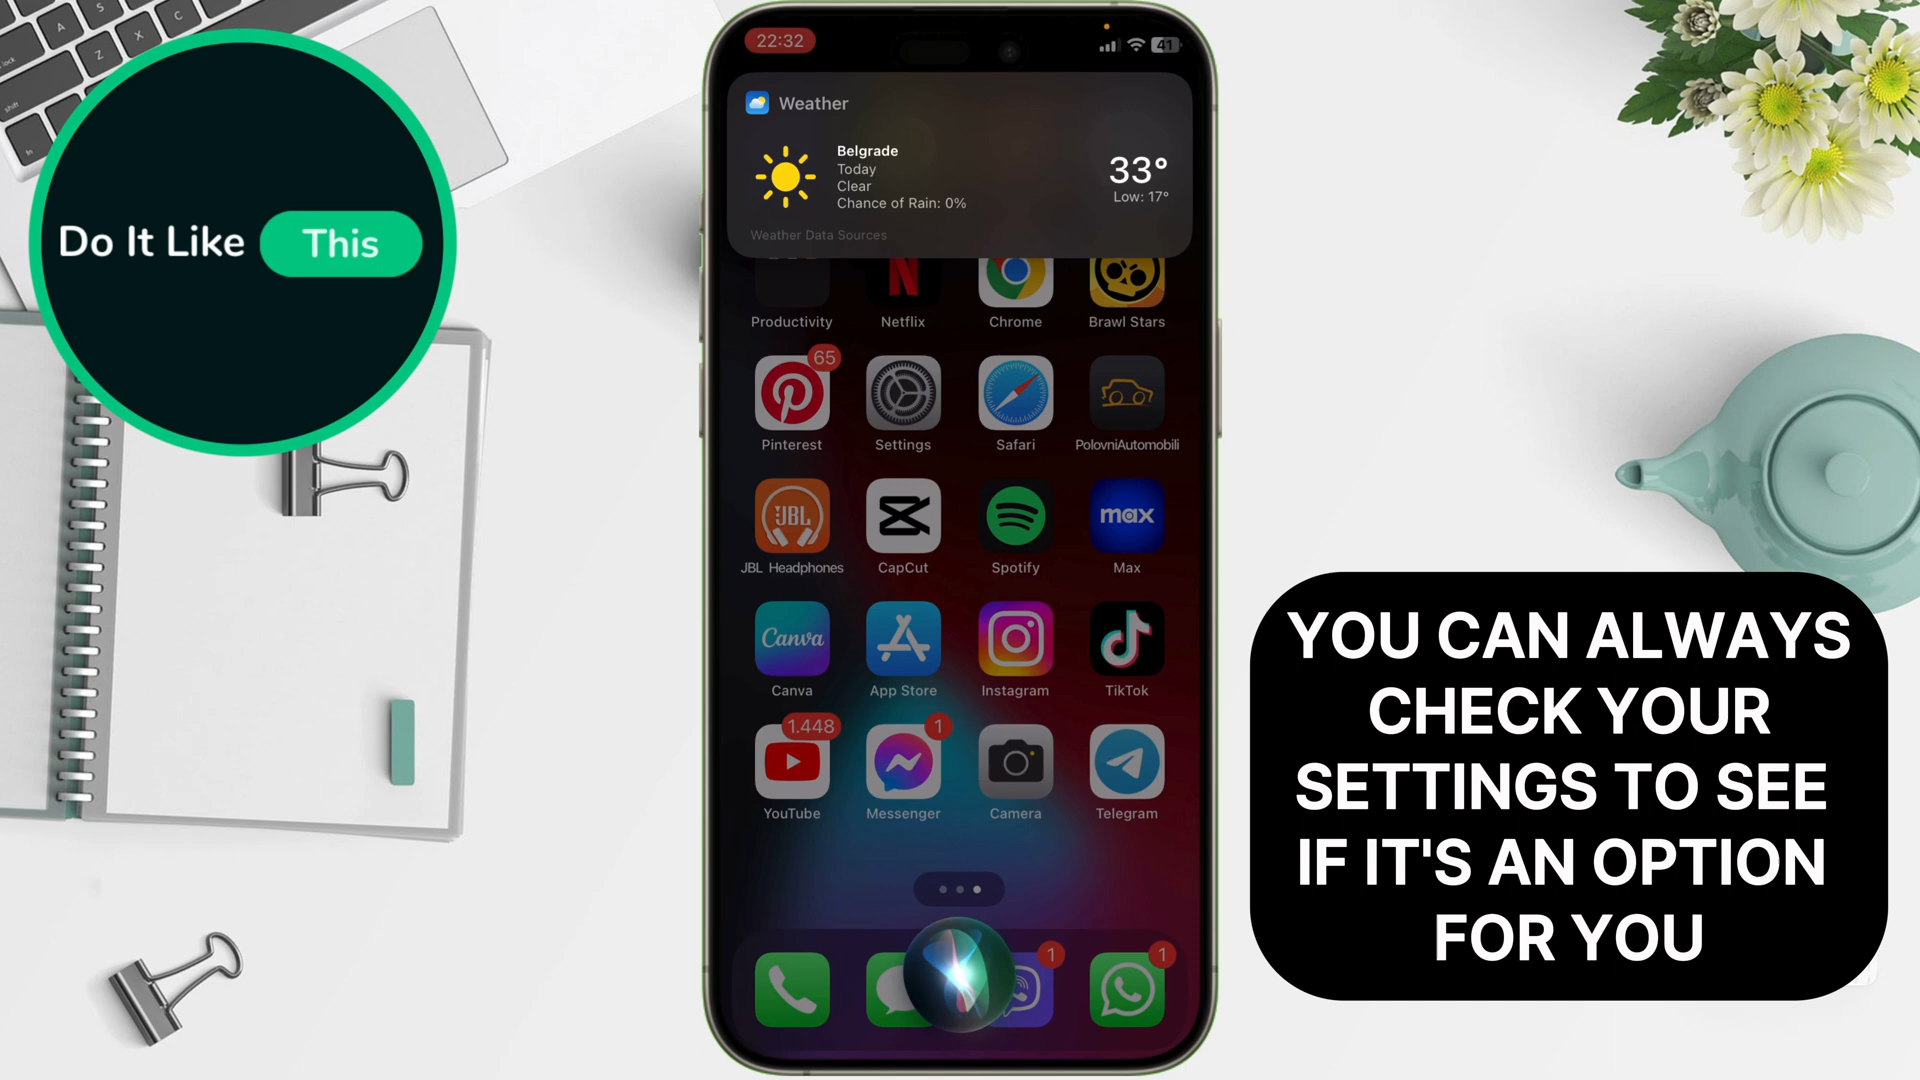 Do It Like This
22:32
41
Weather
Belgrade
Today
Clear
Chance of Rain: 0%
33°
Low: 17°
Weather Data Sources
Productivity
Netflix
Chrome
Brawl Stars
65
Pinterest
Settings
Safari
PolovniAutomobili
JBL
max
JBL Headphones
CapCut
Spotify
Max
Canva
Canva
App Store
Instagram
TikTok
1.448
1
YouTube
Messenger
Camera
Telegram
1
1
YOU CAN ALWAYS
CHECK YOUR
SETTINGS TO SEE
IF IT'S AN OPTION
FOR YOU
A
S
Z
X
C
shift
fn